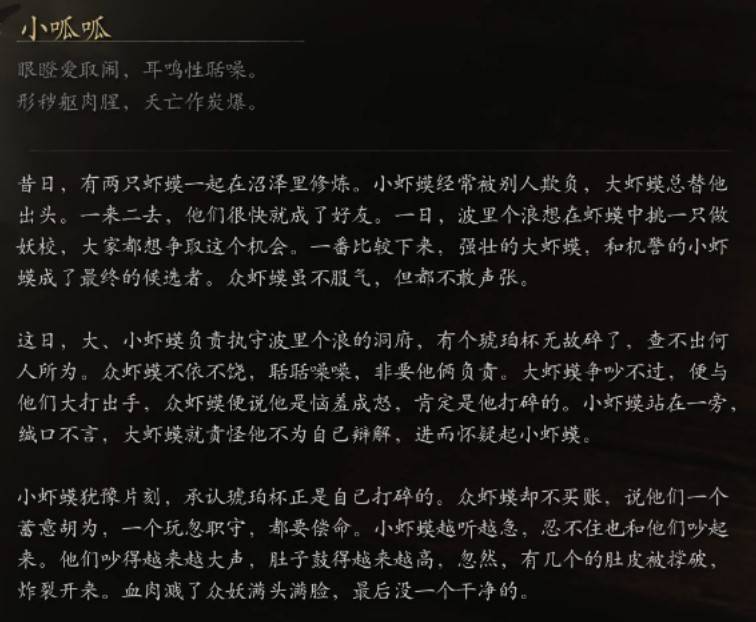 小呱呱
眼瞪爱取闹，耳鸣性聒噪。
形秽躯肉腥，夭亡作炭爆。
昔日，有两只虾蟆一起在沼泽里修炼。小虾蟆经常被别人欺负，大虾蟆总替他
出头。一来二去，他们很快就成了好友。一日，波里个浪想在虾蟆中挑一只做
妖校，大家都想争取这个机会。一番比较下来，强壮的大虾蟆，和机警的小虾
蟆成了最终的候选者。众虾蟆虽不服气，但都不敢声张。
这日，大、小虾蟆负责执守波里个浪的洞府，有个琥珀杯无故碎了，查不出何
人所为。众虾蟆不依不饶，聒聒噪噪，非要他俩负责。大虾蟆争吵不过，便与
他们大打出手，众虾蟆便说他是恼羞成怒，肯定是他打碎的。小虾蟆站在一旁，
缄口不言，大虾蟆就责怪他不为自己辩解，进而怀疑起小虾蟆。
小虾蟆犹豫片刻，承认琥珀杯正是自己打碎的。众虾蟆却不买账，说他们一个
蓄意胡为，一个玩忽职守，都要偿命。小虾蟆越听越急，忍不住也和他们吵起
来。他们吵得越来越大声，肚子鼓得越来越高，忽然，有几个的肚皮被撑破，
炸裂开来。血肉溅了众妖满头满脸，最后没一个干净的。